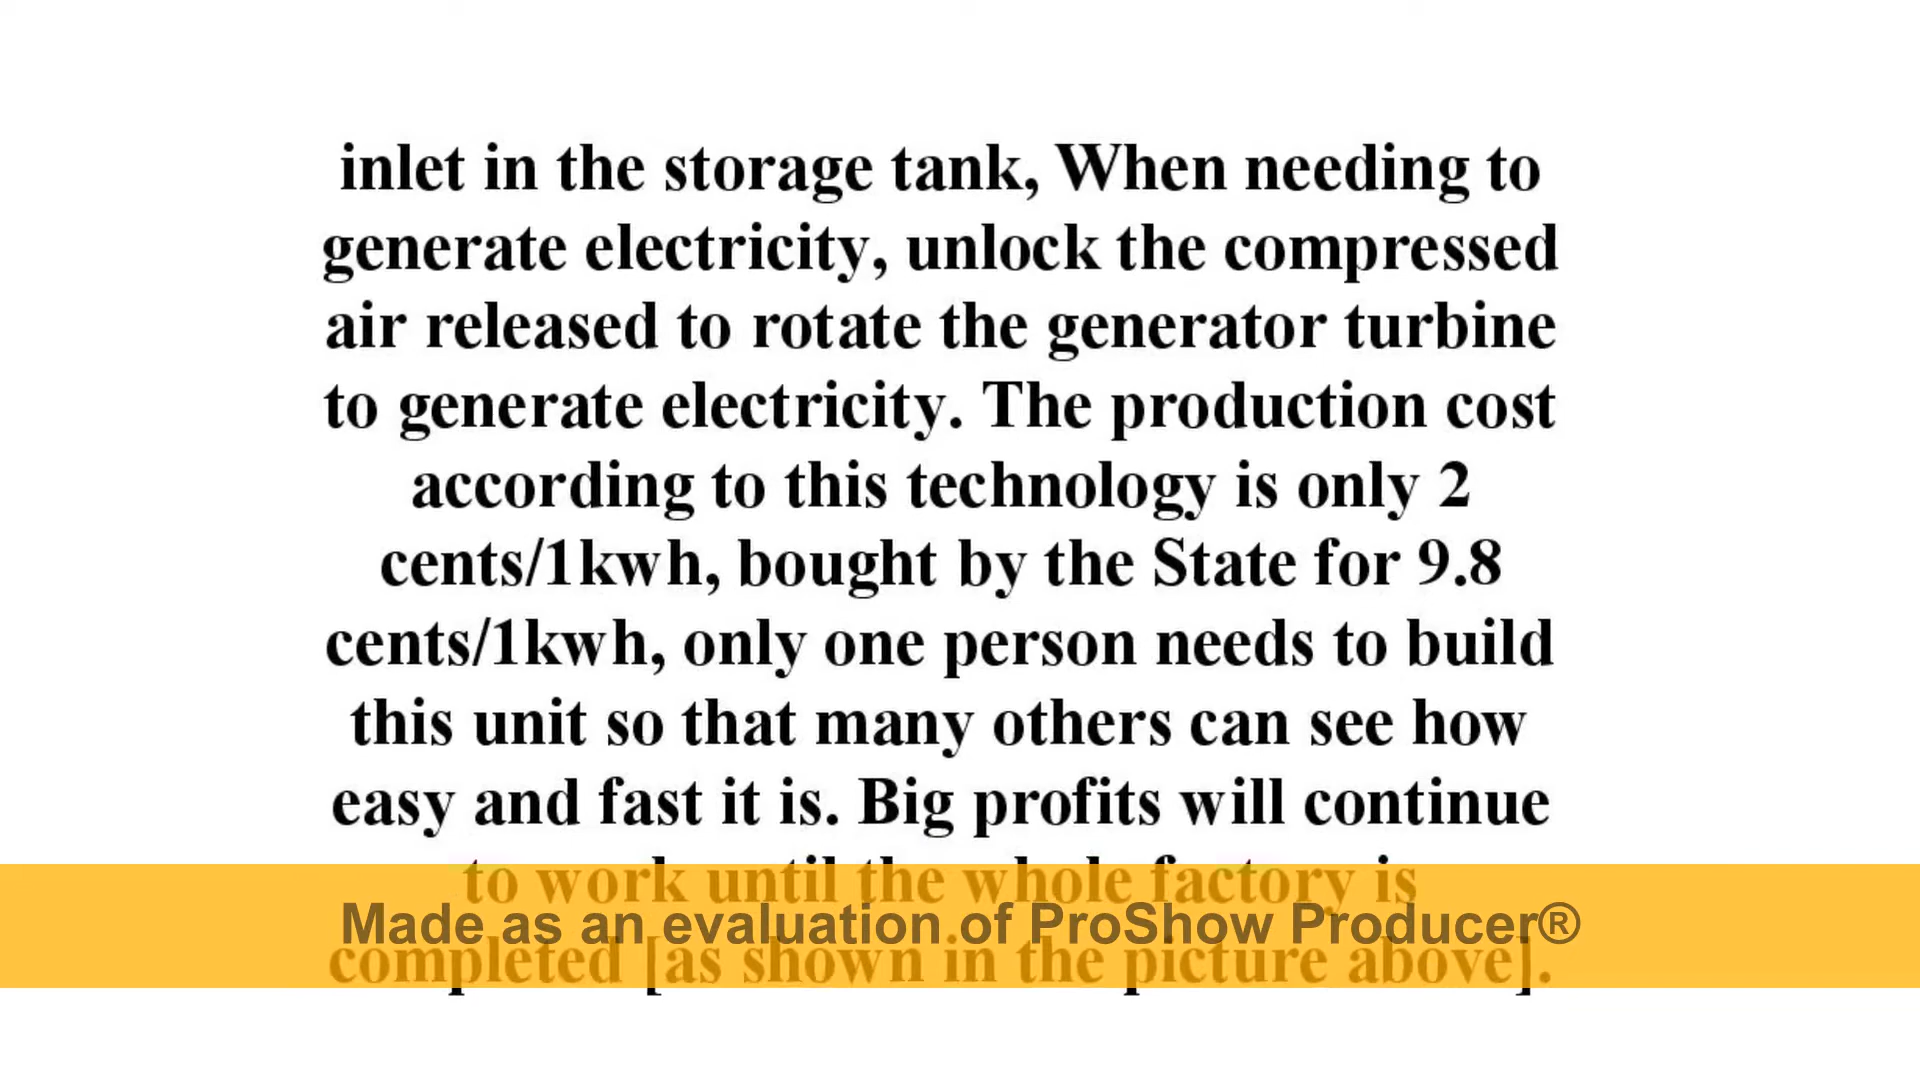 inlet in the storage tank, When needing to
generate electricity, unlock the compressed
air released to rotate the generator turbine
to generate electricity. The production cost
according to this technology is only 2
cents/1kwh, bought by the State for 9.8
cents/1kwh, only one person needs to build
this unit so that many others can see how
easy and fast it is. Big profits will continue
to work until the whole factory is
Made as an evaluation of ProShow Producer®
completed [as shown in the picture above].